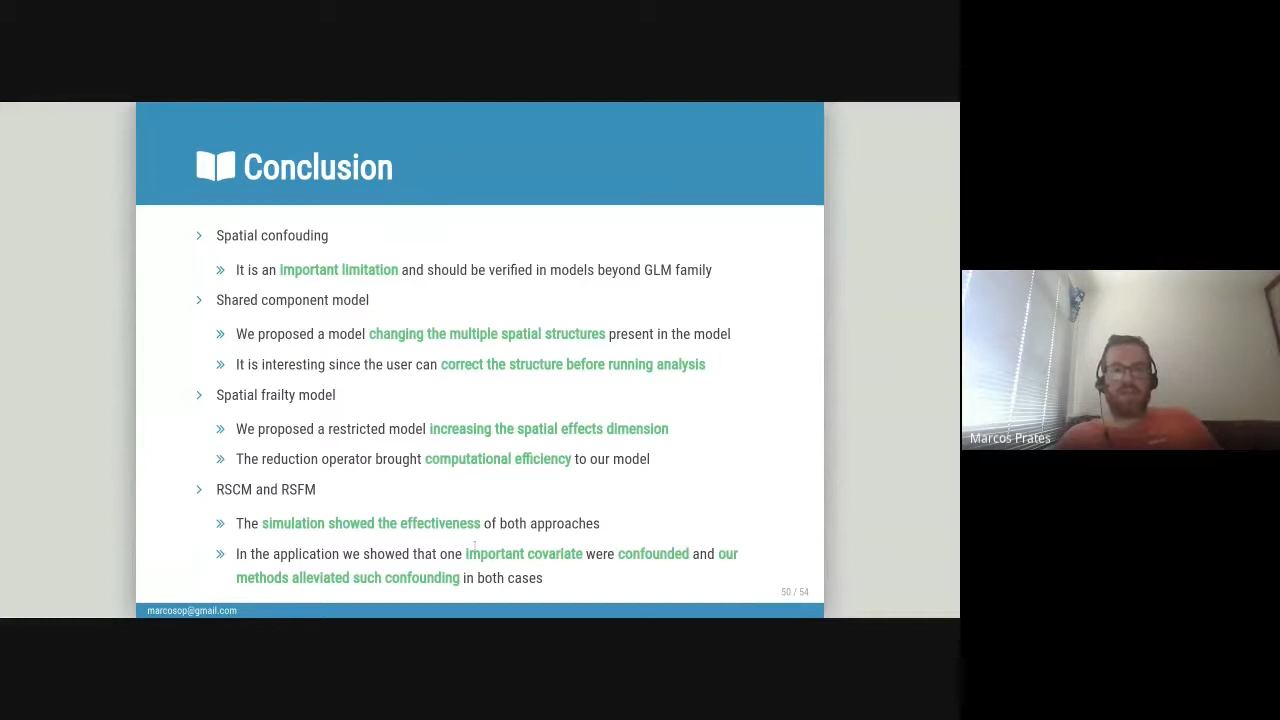 Conclusion
Spatial confouding
It is an important limitation and should be verified in models beyond GLM family
Shared component model
We proposed a model changing the multiple spatial structures present in the model
It is interesting since the user can correct the structure before running analysis
Spatial frailty model
We proposed a restricted model increasing the spatial effects dimension
The reduction operator brought computational efficiency to our model
RSCM and RSFM
The simulation showed the effectiveness of both approaches
In the application we showed that one important covariate were confounded and our
methods alleviated such confounding in both cases
50 / 54
marcosop@gmail.com
Marcos Prates